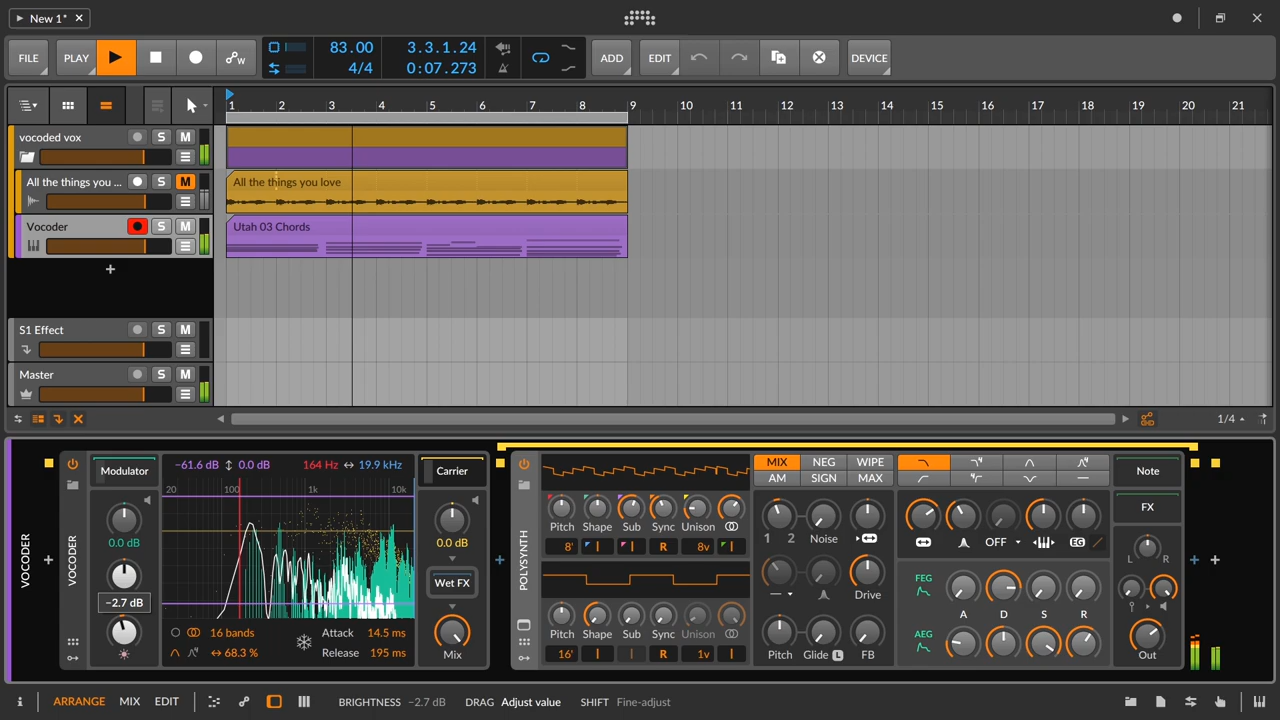 New 1*
FILE PLAY 83.00 4/4 3.3.1.24 0:07.273 ADD EDIT DEVICE
1 2 3 4 5 6 7 8 9 10 11 12 13 14 15 16 17 18 19 20 21
vocoded vox S M
All the things you ... S M
All the things you love
Vocoder S M
Utah 03 Chords
S1 Effect S M
Master S M
1/4
VOCODER
VOCODER
Modulator
0.0 dB
-2.7 dB
-61.6 dB 0.0 dB 164 Hz 19.9 kHz
20 100 1k 10k
16 bands Attack 14.5 ms
68.3 % Release 195 ms
Carrier
0.0 dB
Wet FX
Mix
POLYSYNTH
Pitch Shape Sub Sync Unison
8' R 8v
Pitch Shape Sub Sync Unison
16' R 1v
MIX NEG WIPE
AM SIGN MAX
1 2 Noise
Drive
Pitch Glide L FB
OFF EG
FEG
A D S R
AEG
Note
FX
L R
Out
i ARRANGE MIX EDIT BRIGHTNESS -2.7 dB DRAG Adjust value SHIFT Fine-adjust